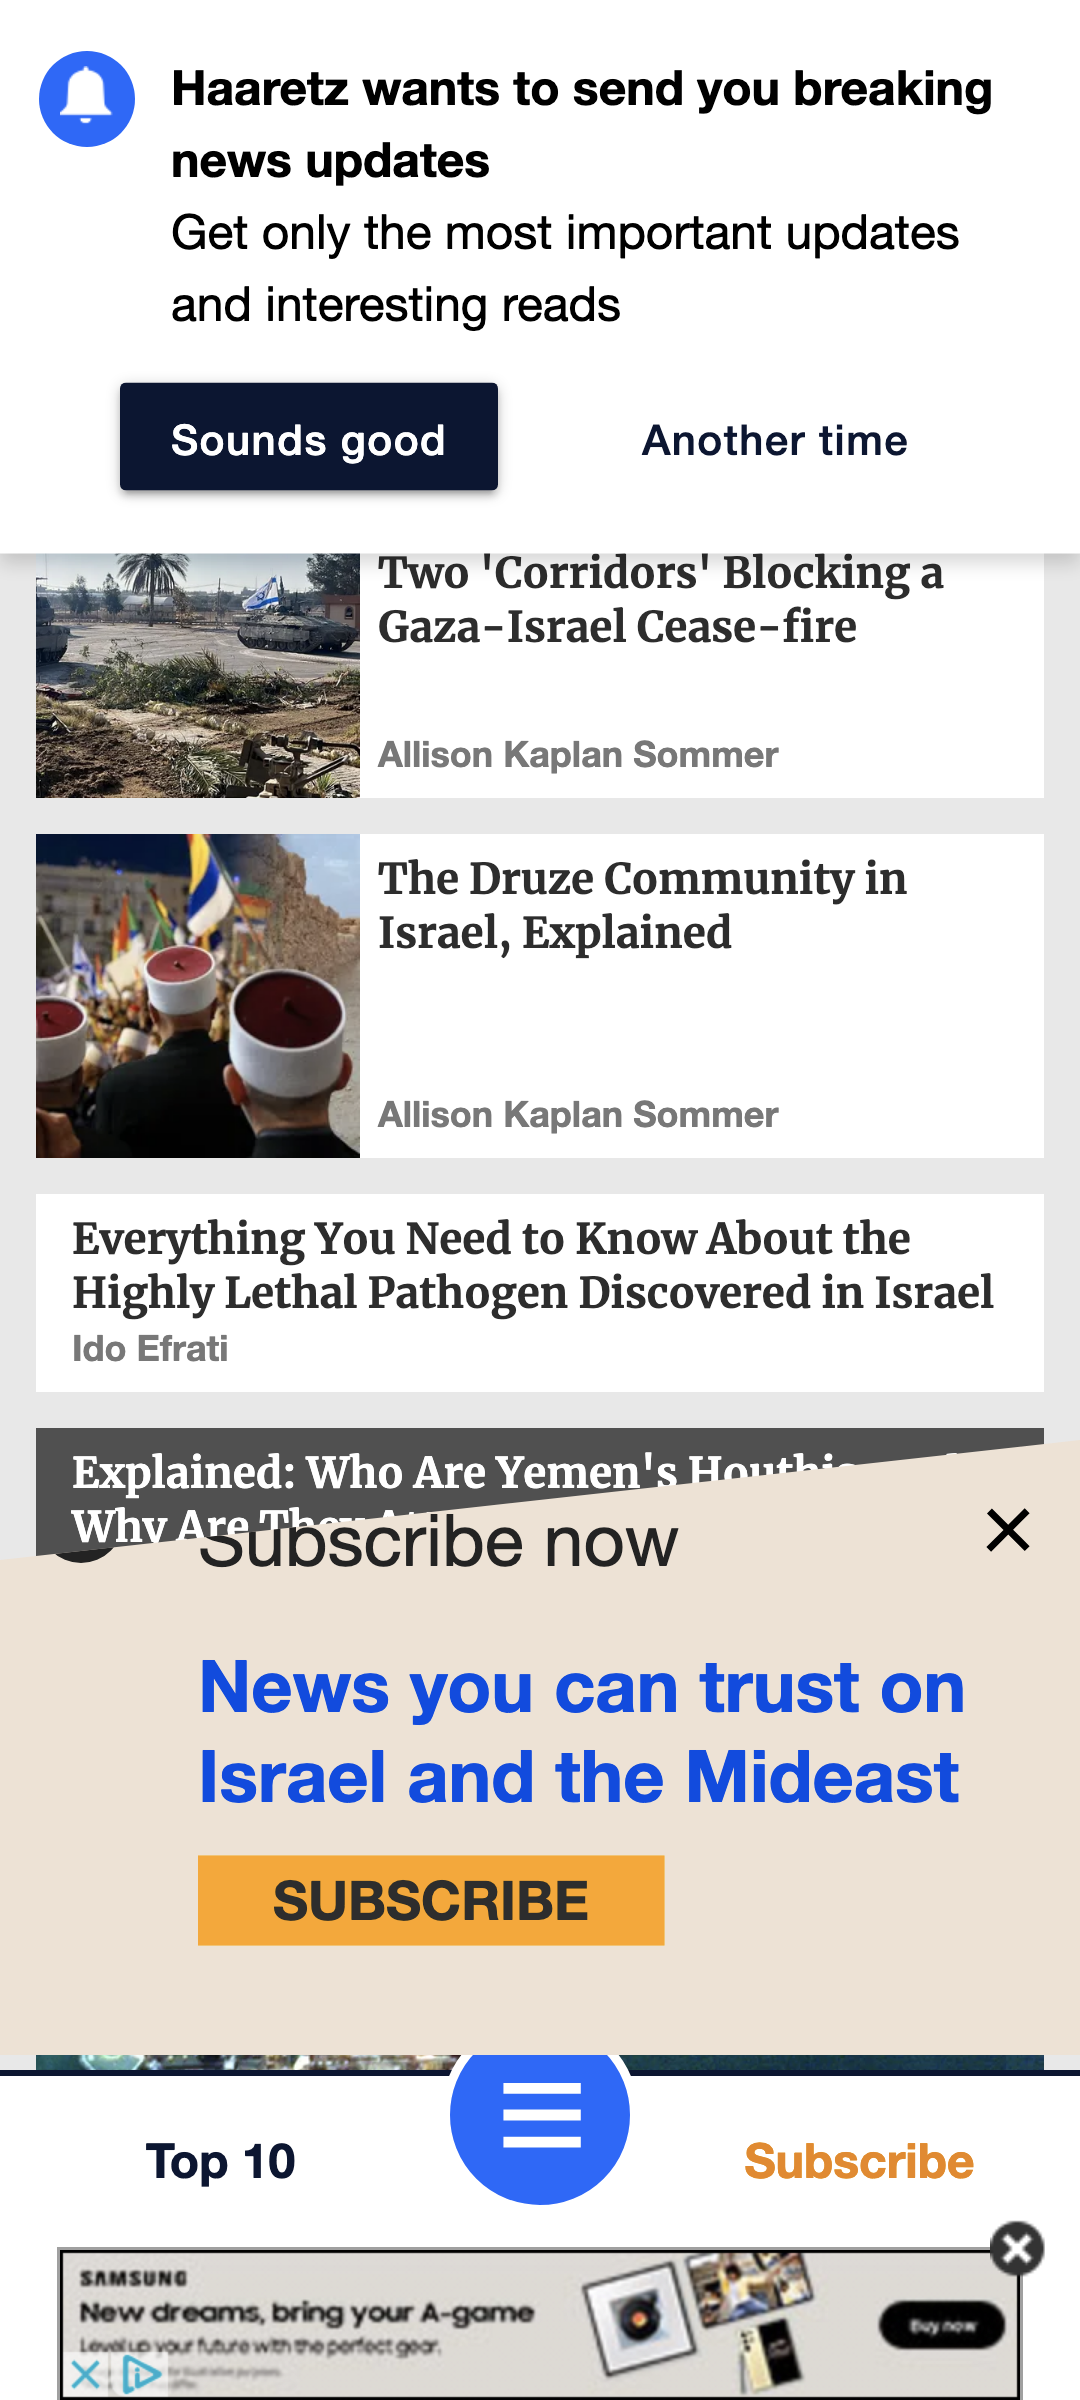 Haaretz wants to send you breaking
news updates
Get only the most important updates
and interesting reads
Sounds good
Another time
Two 'Corridors' Blocking a
Gaza-Israel Cease-fire
Allison Kaplan Sommer
The Druze Community in
Israel, Explained
Allison Kaplan Sommer
Everything You Need to Know About the
Highly Lethal Pathogen Discovered in Israel
Ido Efrati
Explained: Who Are Yemen's Houthis
Why Are They
Subscribe now
News you can trust on
Israel and the Mideast
SUBSCRIBE
Top 10
Subscribe
SAMSUNG
New dreams, bring your A-game
Level up your future with the perfect gear.
Buy now